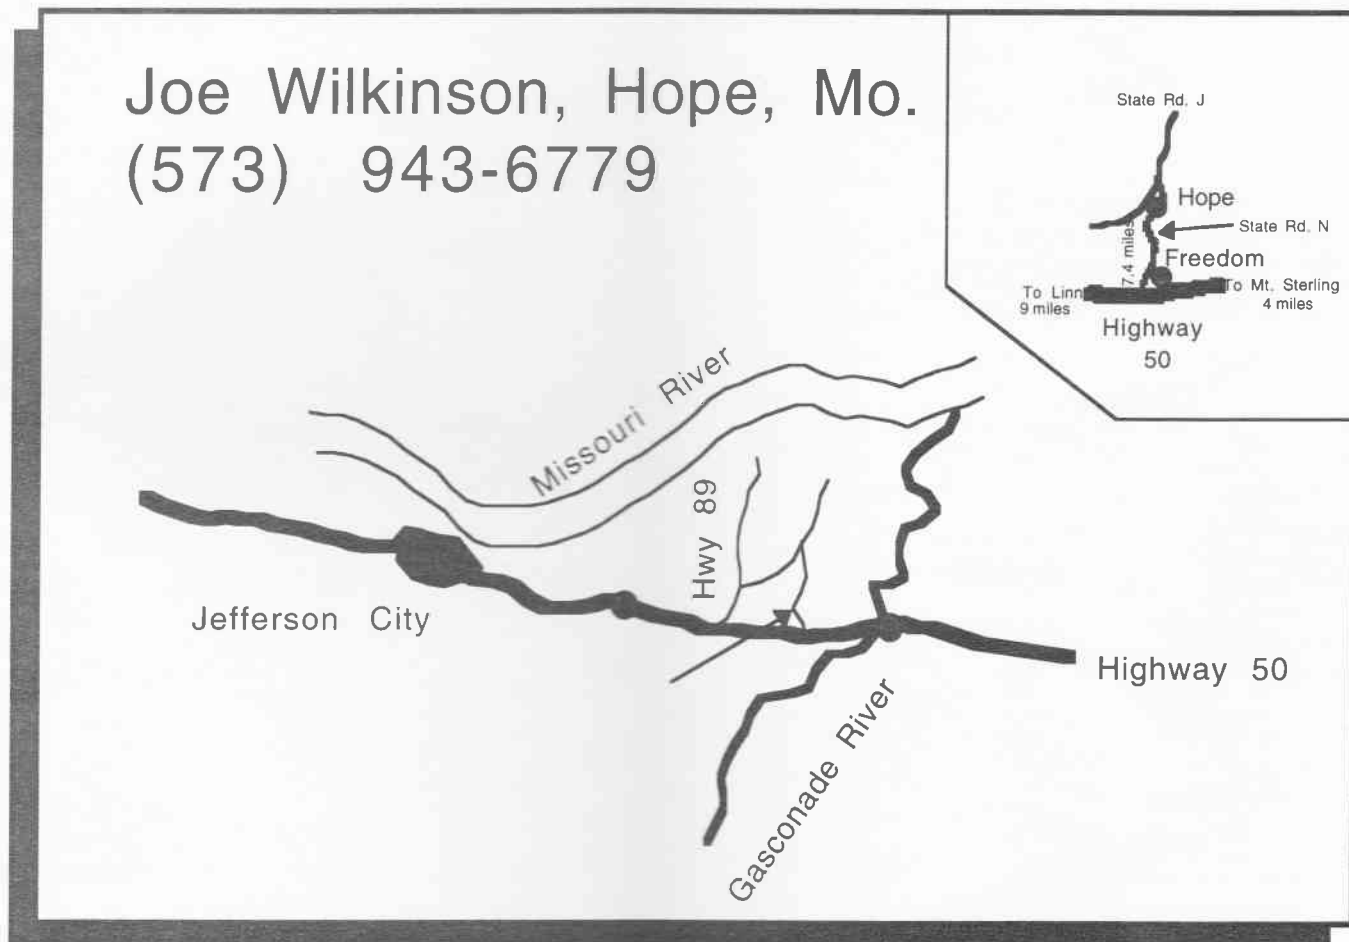 Joe Wilkinson, Hope, Mo.
(573) 943-6779
State Rd. J
Hope
State Rd. N
7.4 miles
Freedom
To Linn
9 miles
To Mt. Sterling
4 miles
Highway
50
Missouri River
Hwy 89
Jefferson City
Highway 50
Gasconade River